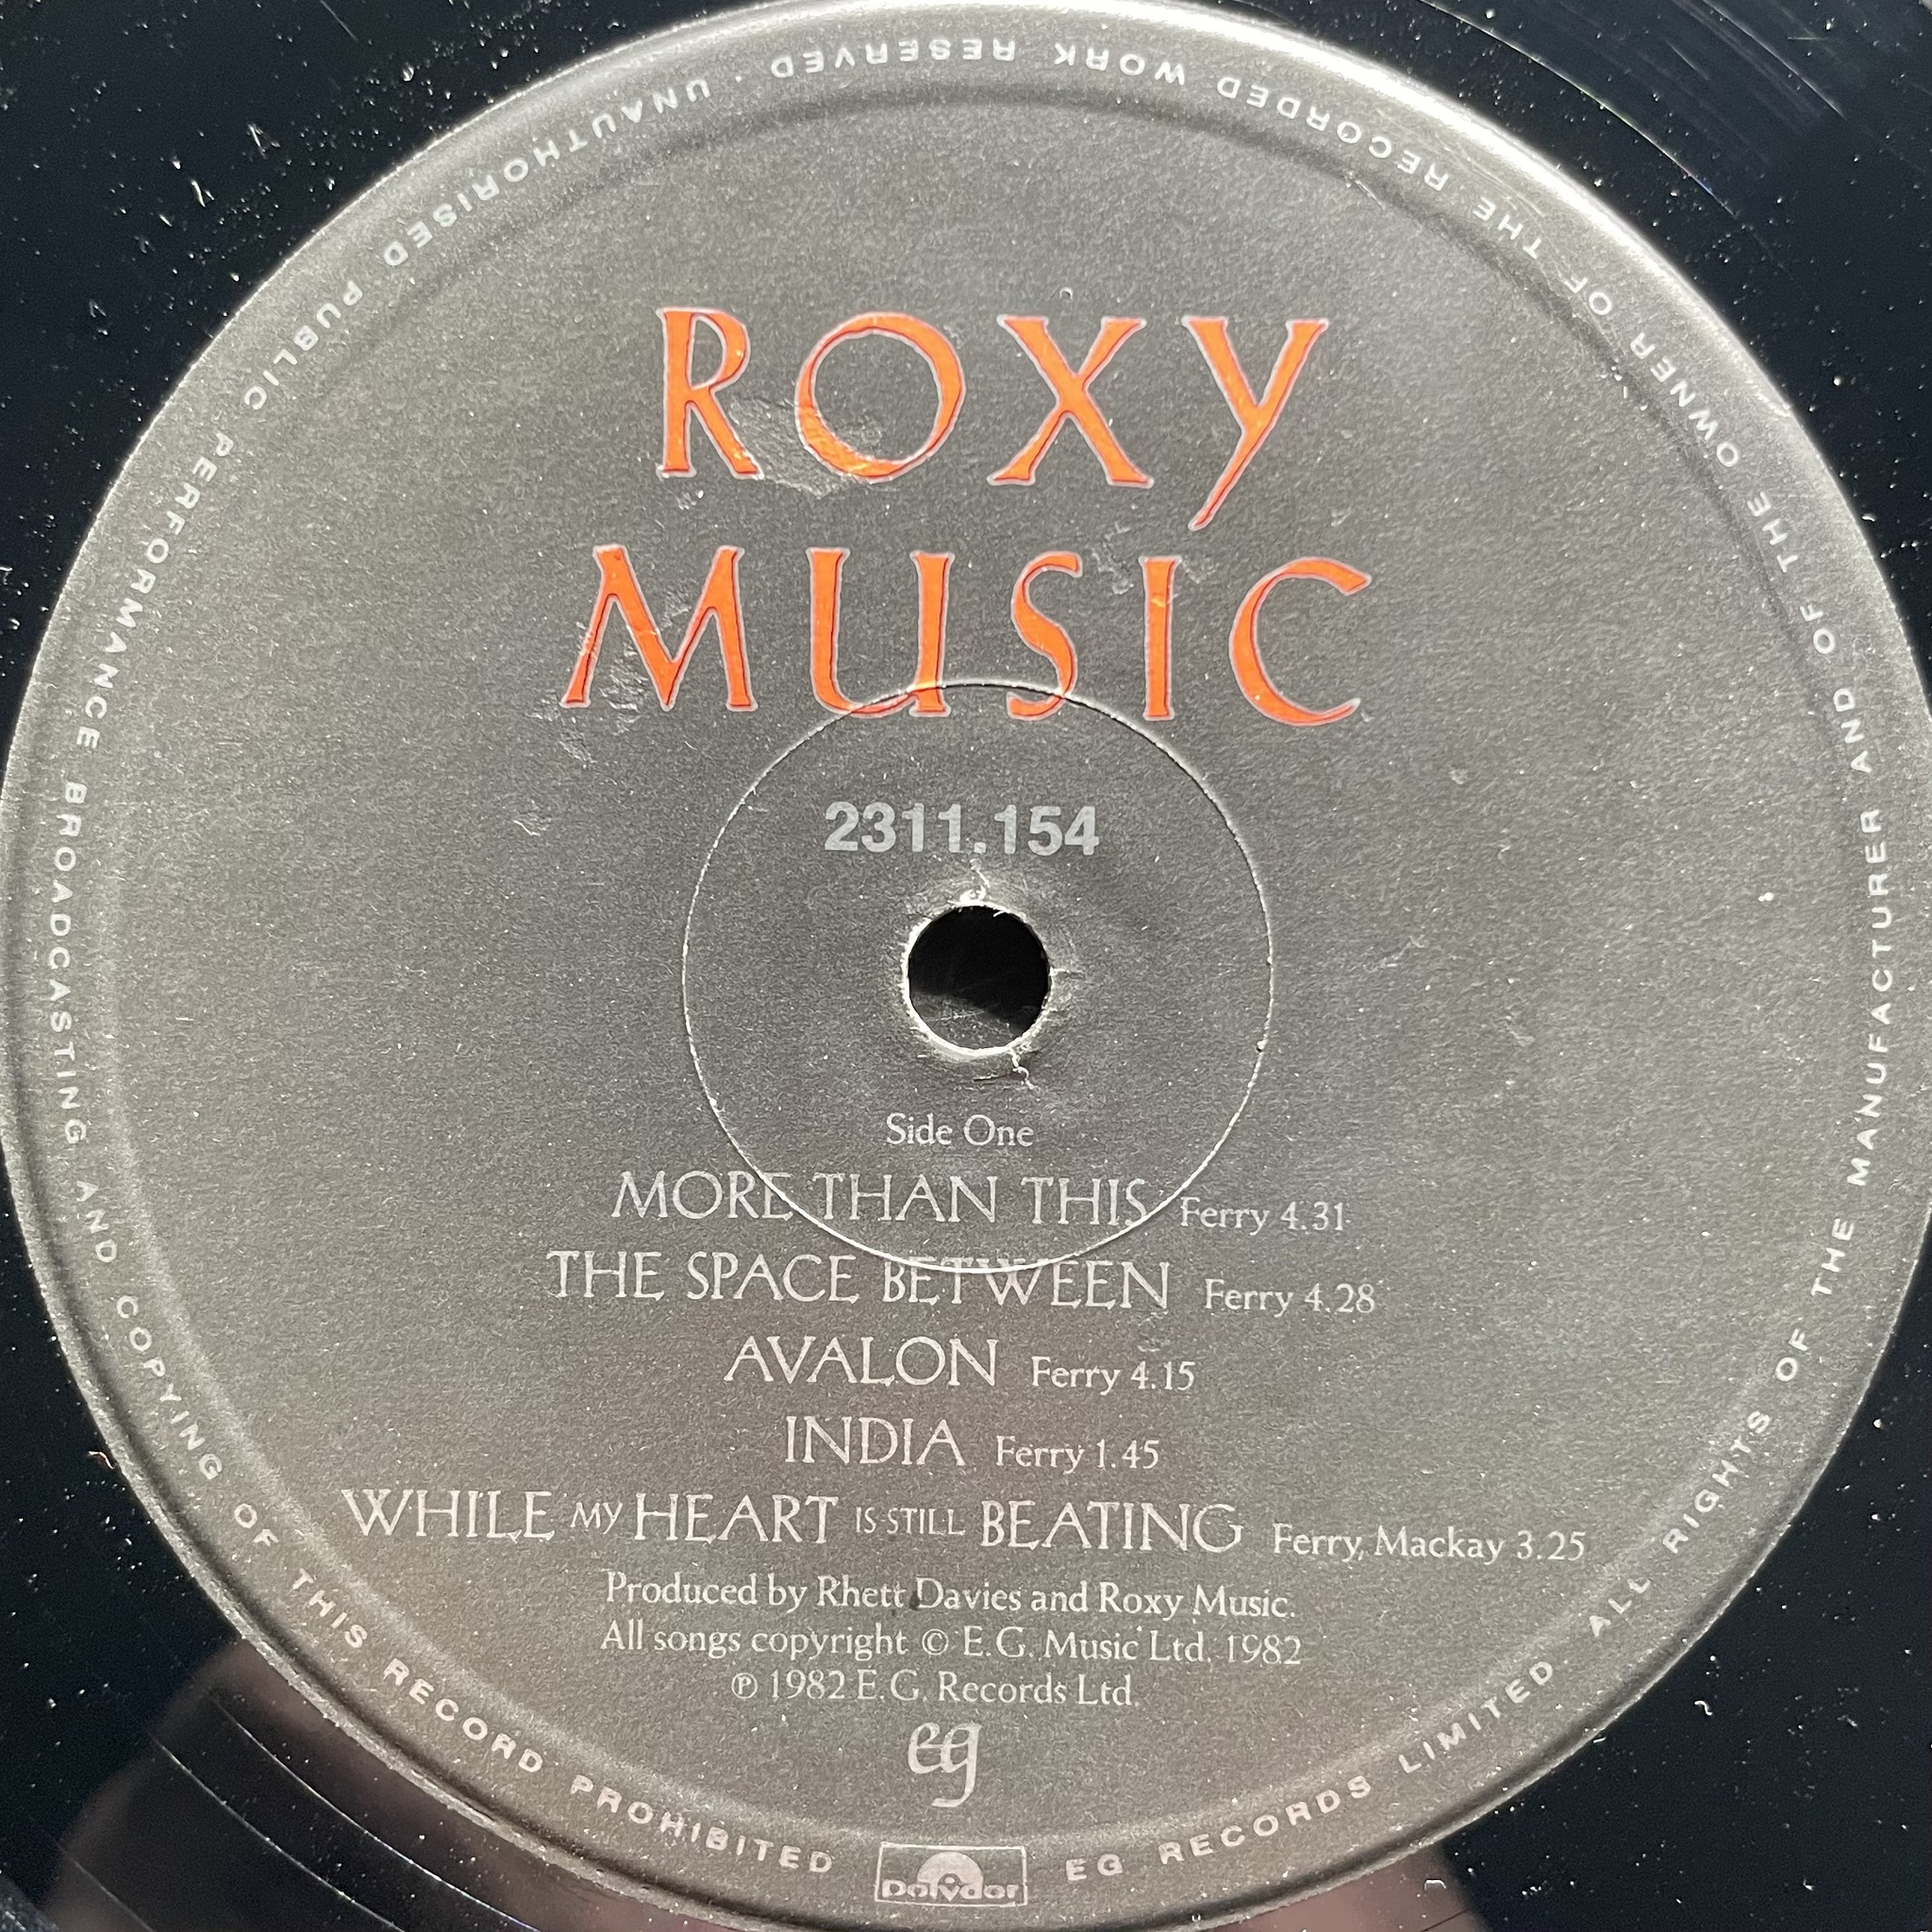 ROXY
MUSIC
2311.154
Side One
MORE THAN THIS Ferry 4.31
THE SPACE BETWEEN Ferry 4.28
AVALON Ferry 4.15
INDIA Ferry 1.45
WHILE MY HEART IS STILL BEATING Ferry, Mackay 3.25
Produced by Rhett Davies and Roxy Music.
All songs copyright © E.G. Music Ltd. 1982
℗ 1982 E.G. Records Ltd.
eg
Polydor
EG RECORDS LIMITED. ALL RIGHTS OF THE MANUFACTURER AND OF THE OWNER OF THE RECORDED WORK RESERVED · UNAUTHORISED PUBLIC PERFORMANCE BROADCASTING AND COPYING OF THIS RECORD PROHIBITED